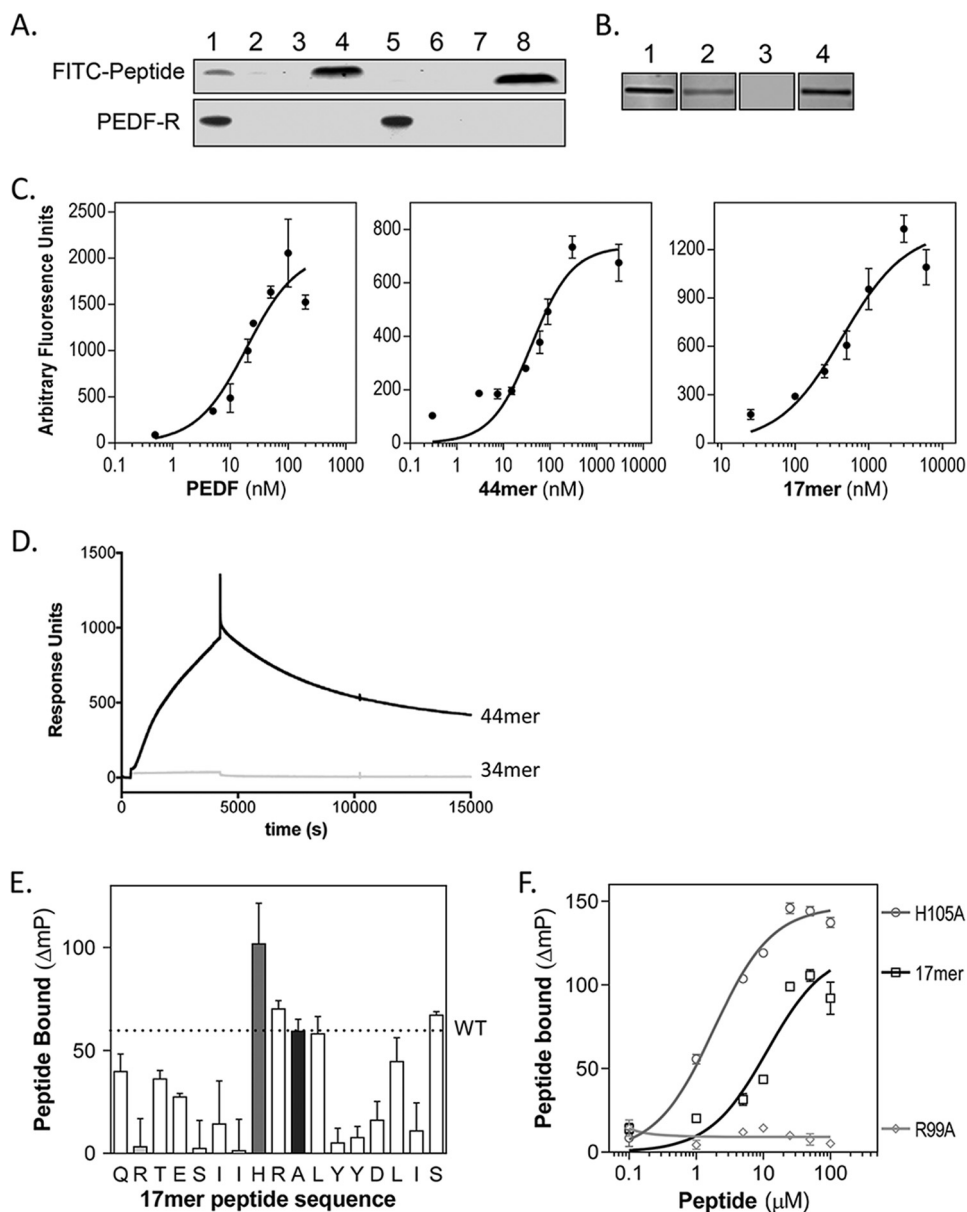 A.
1 2 3 4 5 6 7 8
FITC-Peptide
PEDF-R
B.
1 2 3 4
C.
Arbitrary Fluorescence Units
2500
2000
1500
1000
500
0
0.1 1 10 100 1000
PEDF (nM)
800
600
400
200
0
0.1 1 10 100 1000 10000
44mer (nM)
1200
900
600
300
0
10 100 1000 10000
17mer (nM)
D.
Response Units
1500
1000
500
0
44mer
34mer
0 5000 10000 15000
time (s)
E.
Peptide Bound (ΔmP)
100
50
0
WT
Q R T E S I I H R A L Y Y D L I S
17mer peptide sequence
F.
Peptide bound (ΔmP)
150
100
50
0
H105A
17mer
R99A
0.1 1 10 100
Peptide (μM)